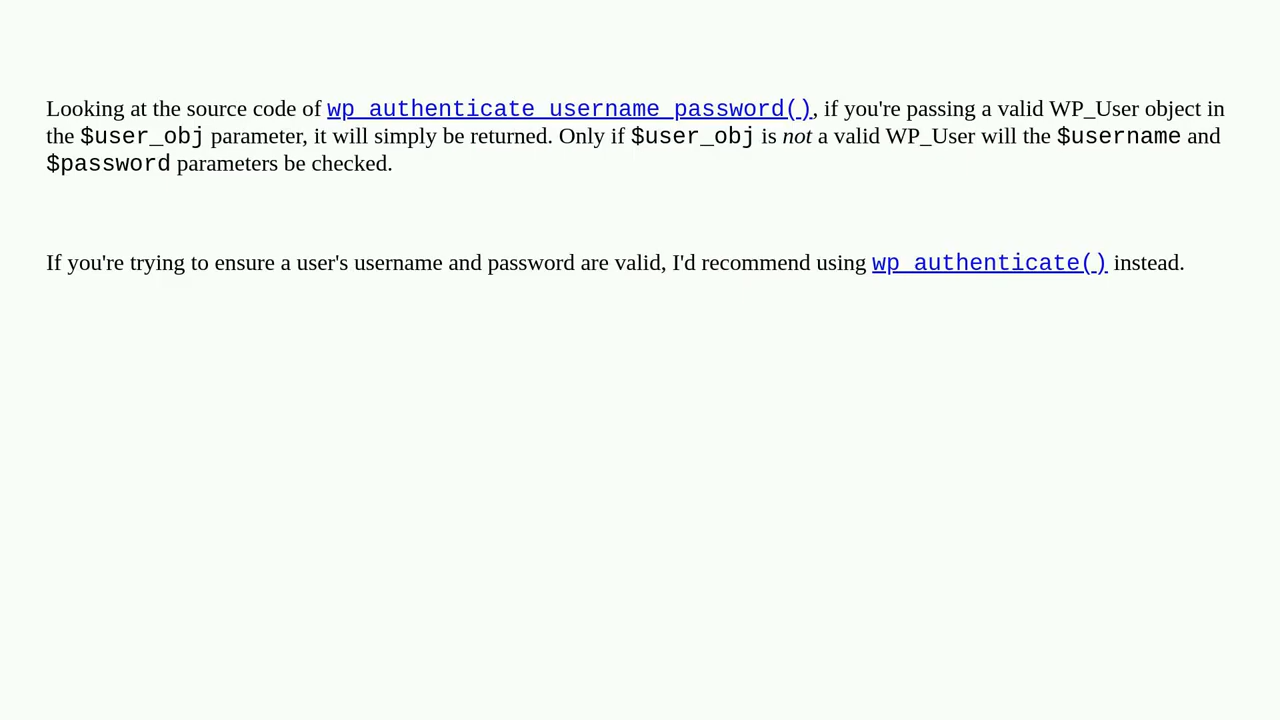 Looking at the source code of wp_authenticate_username_password(), if you're passing a valid WP_User object in
the $user_obj parameter, it will simply be returned. Only if $user_obj is not a valid WP_User will the $username and
$password parameters be checked.
If you're trying to ensure a user's username and password are valid, I'd recommend using wp_authenticate() instead.